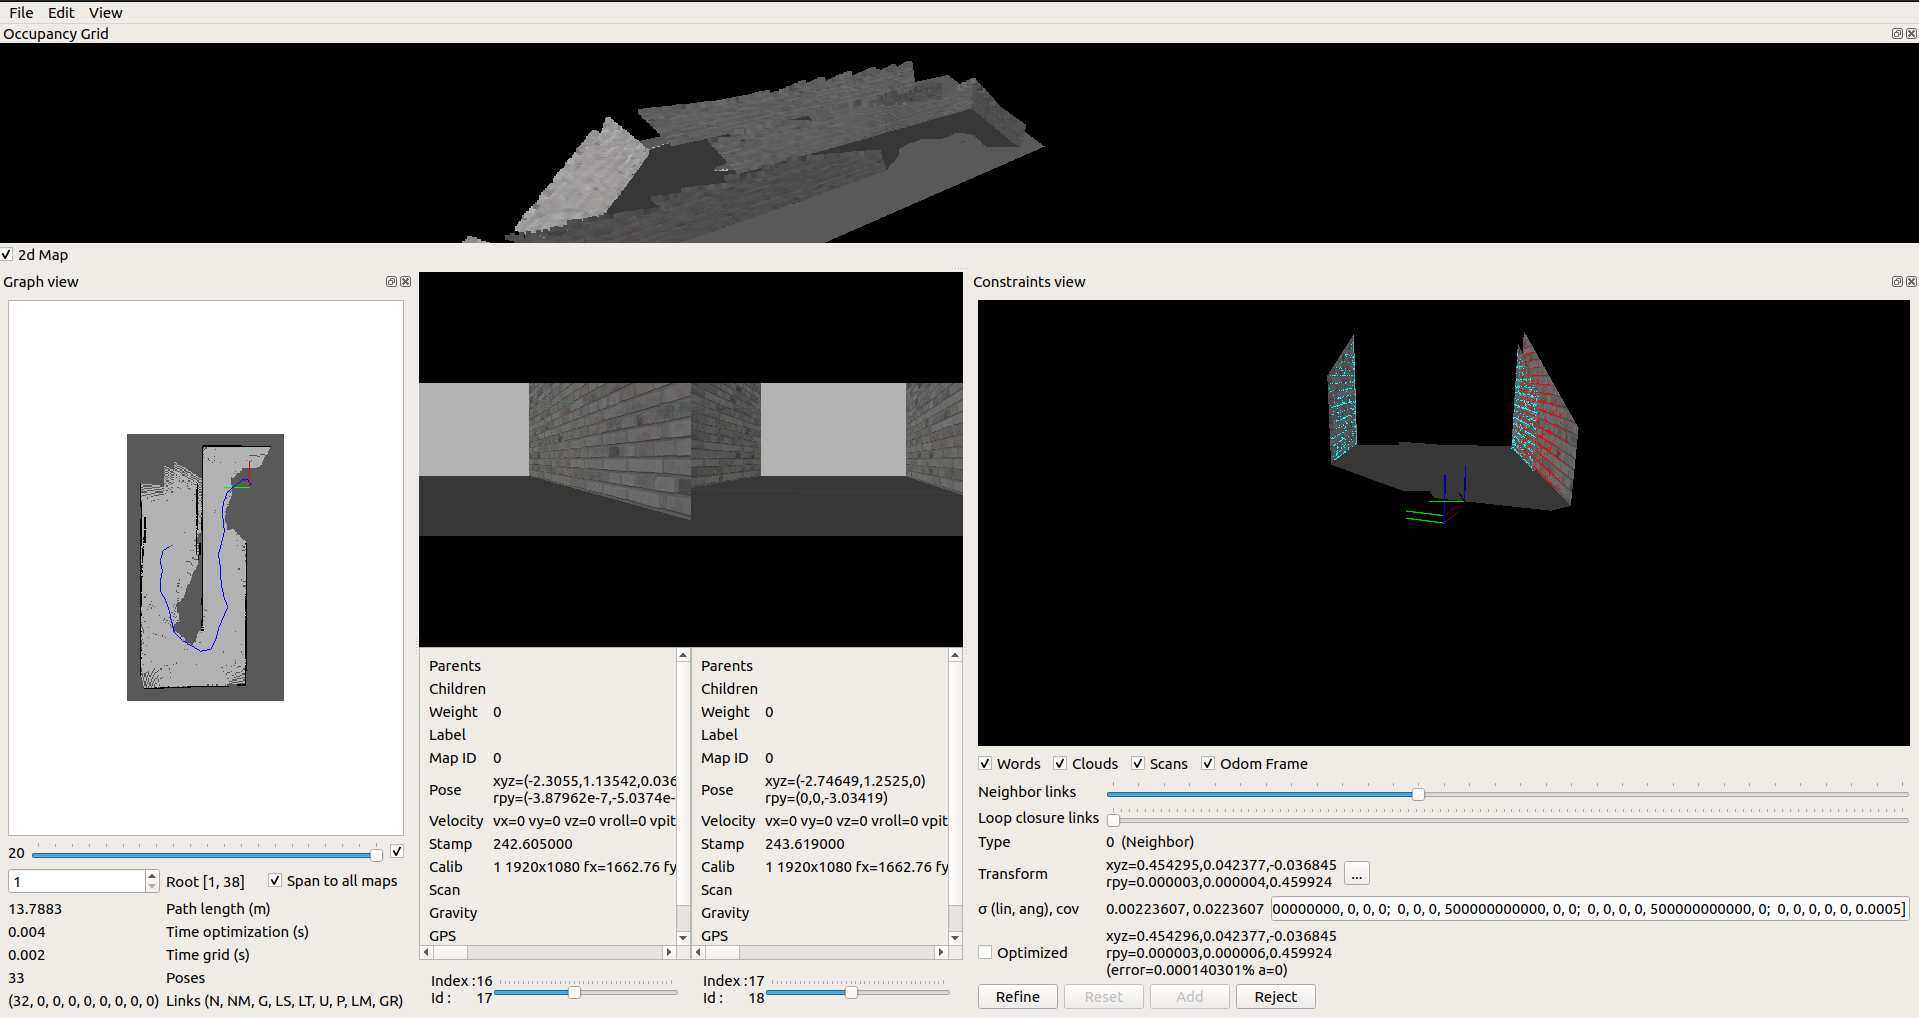 File Edit View
Occupancy Grid
2d Map
Graph view
Constraints view
20
1
Root [1, 38]
Span to all maps
13.7883 Path length (m)
0.004 Time optimization (s)
0.002 Time grid (s)
33 Poses
(32, 0, 0, 0, 0, 0, 0, 0, 0) Links (N, NM, G, LS, LT, U, P, LM, GR)
Parents
Children
Weight 0
Label
Map ID 0
Pose xyz=(-2.3055,1.13542,0.036
rpy=(-3.87962e-7,-5.0374e-
Velocity vx=0 vy=0 vz=0 vroll=0 vpit
Stamp 242.605000
Calib 1 1920x1080 fx=1662.76 fy
Scan
Gravity
GPS
Index : 16
Id : 17
Parents
Children
Weight 0
Label
Map ID 0
Pose xyz=(-2.74649,1.2525,0)
rpy=(0,0,-3.03419)
Velocity vx=0 vy=0 vz=0 vroll=0 vpit
Stamp 243.619000
Calib 1 1920x1080 fx=1662.76 fy
Scan
Gravity
GPS
Index : 17
Id : 18
Words Clouds Scans Odom Frame
Neighbor links
Loop closure links
Type 0 (Neighbor)
Transform xyz=0.454295,0.042377,-0.036845
rpy=0.000003,0.000004,0.459924
...
σ (lin, ang), cov 0.00223607, 0.0223607 00000000, 0, 0, 0; 0, 0, 0, 500000000000, 0, 0; 0, 0, 0, 0, 500000000000, 0; 0, 0, 0, 0, 0, 0.0005]
Optimized xyz=0.454296,0.042377,-0.036845
rpy=0.000003,0.000006,0.459924
(error=0.000140301% a=0)
Refine Reset Add Reject